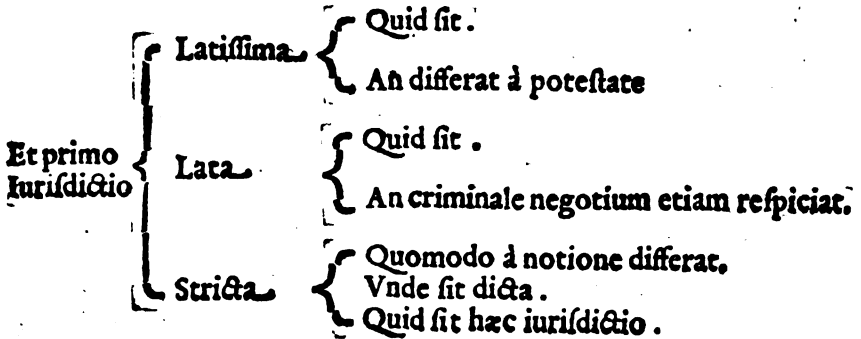 Et primo
Iuriſdictio
Latiſſima
Quid ſit.
An differat à poteſtate
Lata
Quid ſit.
An criminale negotium etiam reſpiciat.
Stricta
Quomodo à notione differat.
Vnde ſit dicta.
Quid ſit hæc iuriſdictio.